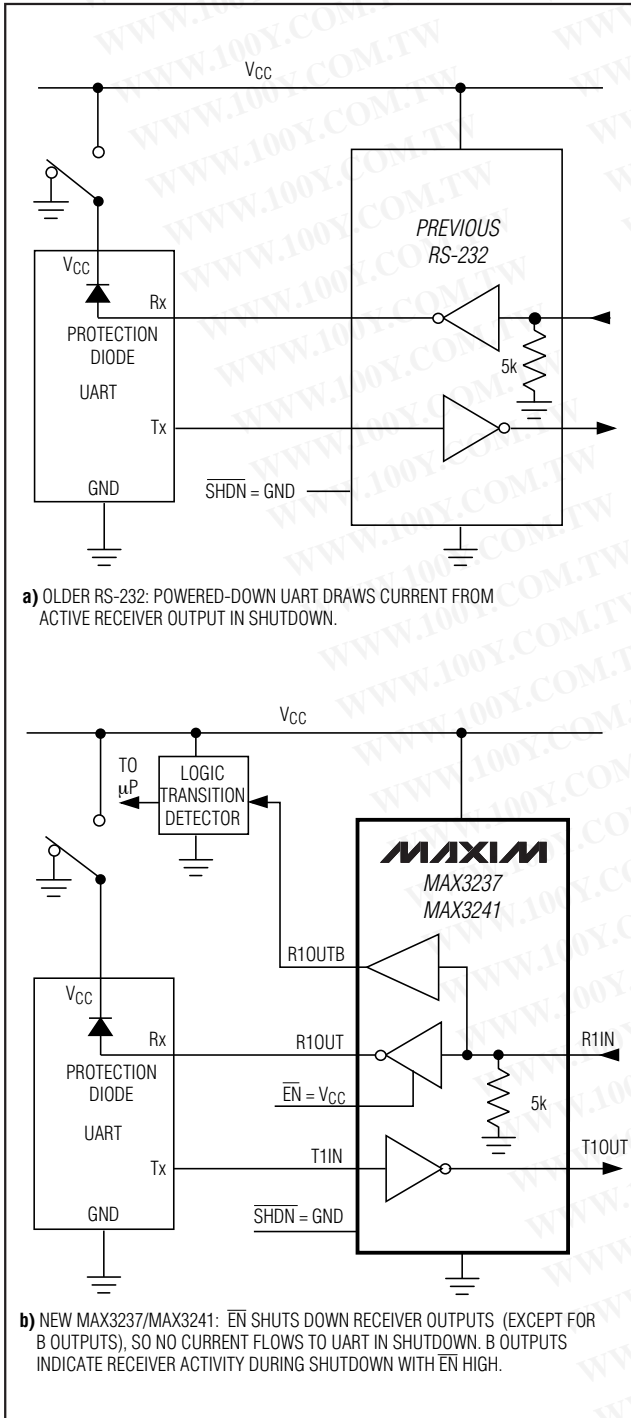 VCC
PREVIOUS
RS-232
VCC
Rx
PROTECTION
DIODE
5k
UART
Tx
GND
SHDN = GND
a) OLDER RS-232: POWERED-DOWN UART DRAWS CURRENT FROM
ACTIVE RECEIVER OUTPUT IN SHUTDOWN.
VCC
TO
μP
LOGIC
TRANSITION
DETECTOR
MAXIM
MAX3237
MAX3241
R1OUTB
VCC
Rx
R1OUT
R1IN
PROTECTION
DIODE
EN = VCC
5k
UART
Tx
T1IN
T1OUT
GND
SHDN = GND
b) NEW MAX3237/MAX3241: EN SHUTS DOWN RECEIVER OUTPUTS (EXCEPT FOR
B OUTPUTS), SO NO CURRENT FLOWS TO UART IN SHUTDOWN. B OUTPUTS
INDICATE RECEIVER ACTIVITY DURING SHUTDOWN WITH EN HIGH.
WWW.100Y.COM.TW